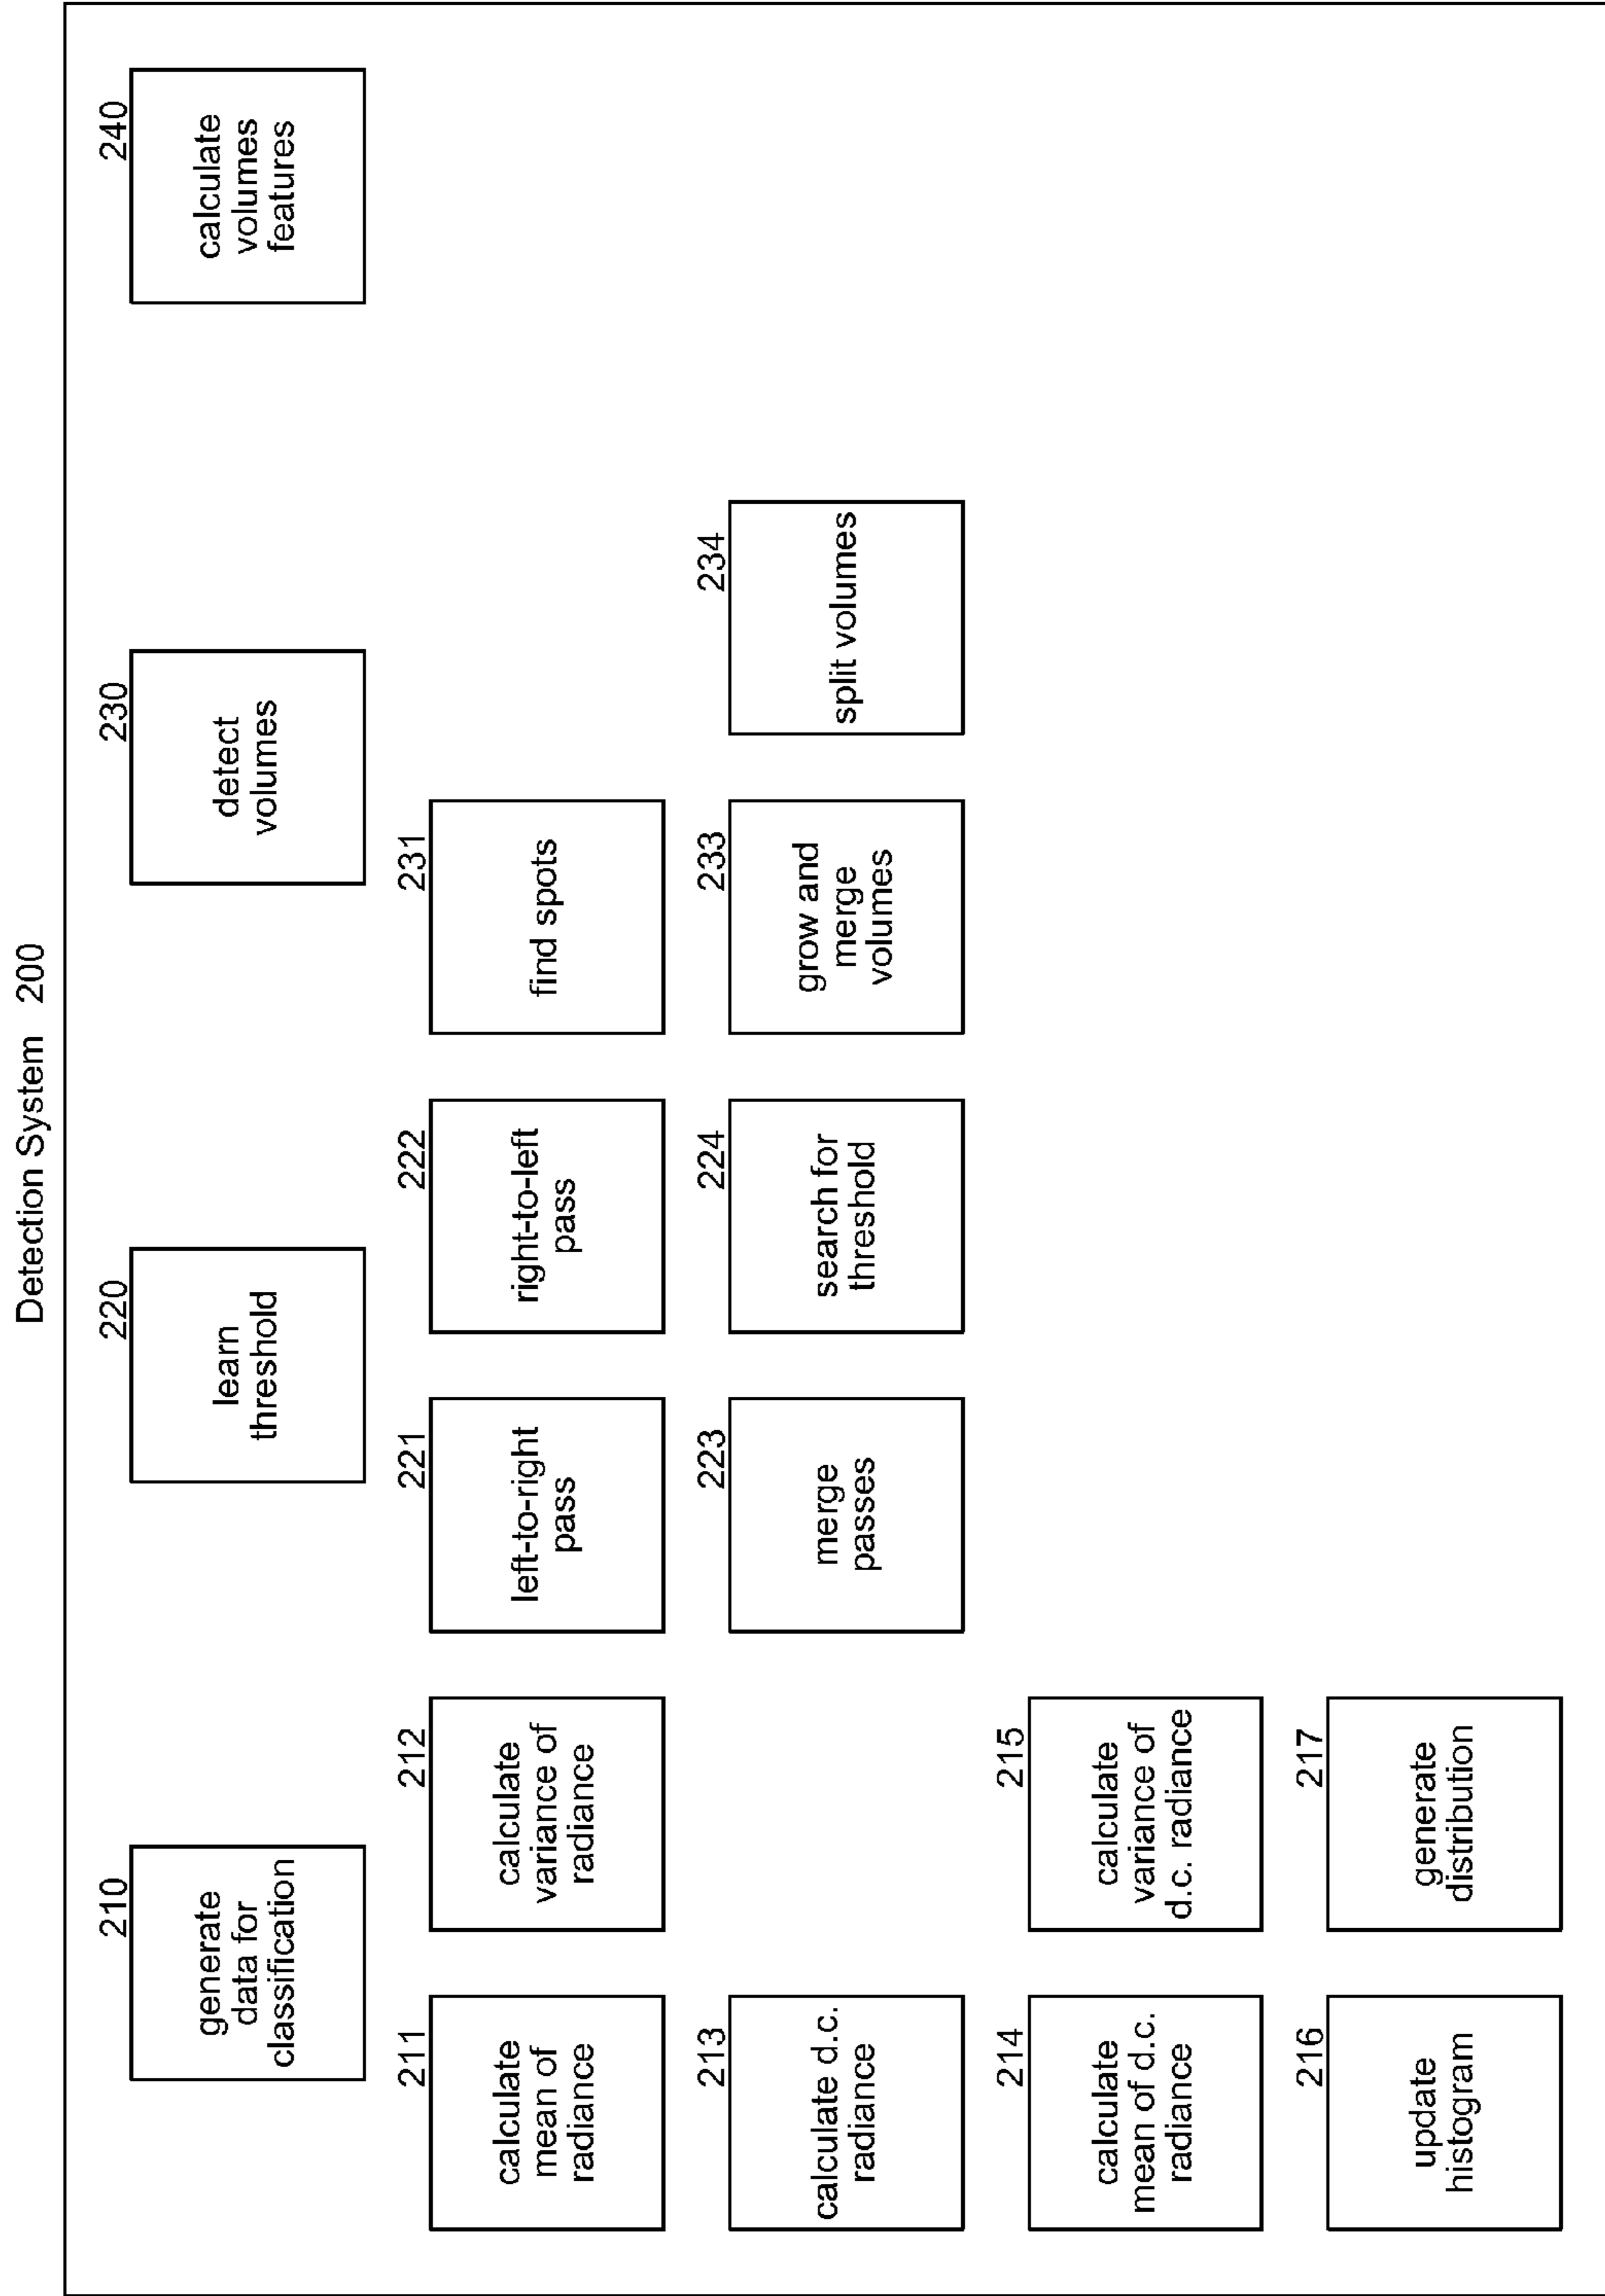 Detection System 200
210
generate
data for
classification
220
learn
threshold
230
detect
volumes
240
calculate
volumes
features
211
calculate
mean of
radiance
212
calculate
variance of
radiance
221
left-to-right
pass
222
right-to-left
pass
231
find spots
213
calculate d.c.
radiance
223
merge
passes
224
search for
threshold
233
grow and
merge
volumes
234
split volumes
214
calculate
mean of d.c.
radiance
215
calculate
variance of
d.c. radiance
216
update
histogram
217
generate
distribution